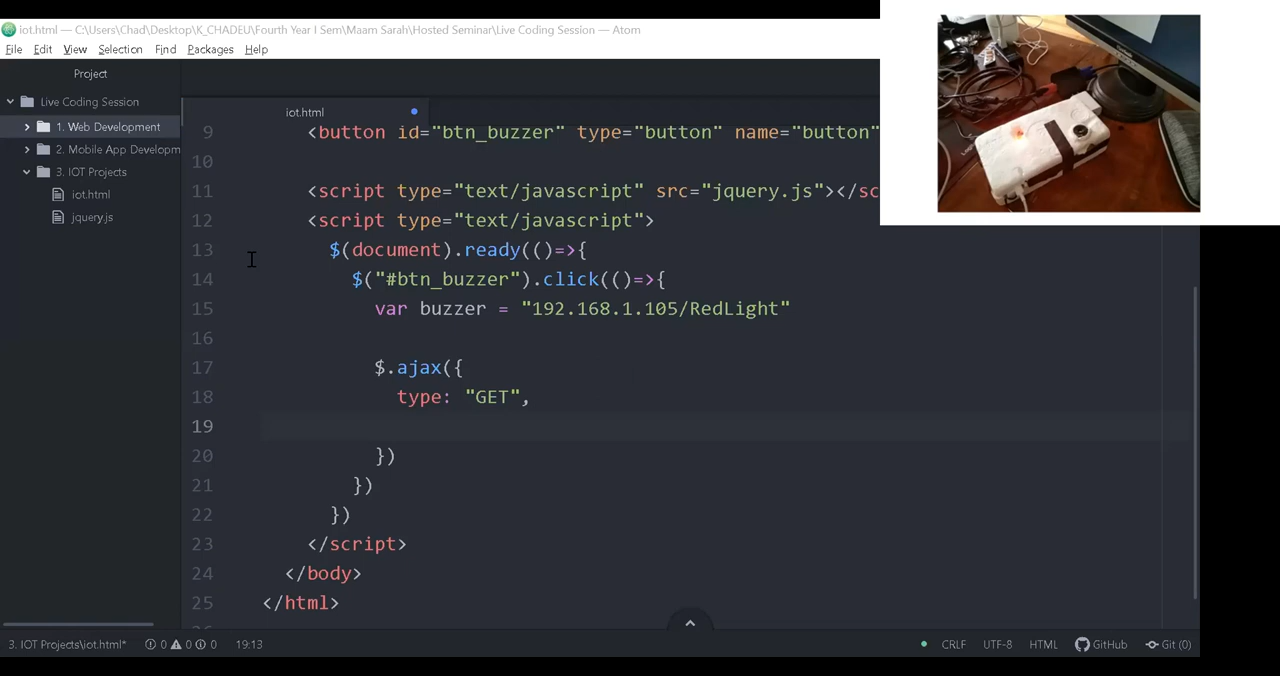 iot.html — C:\Users\Chad\Desktop\K_CHADEU\Fourth Year I Sem\Maam Sarah\Hosted Seminar\Live Coding Session — Atom
File Edit View Selection Find Packages Help
Project
Live Coding Session
1. Web Development
2. Mobile App Developm
3. IOT Projects
iot.html
jquery.js
iot.html
9 <button id="btn_buzzer" type="button" name="button"
10
11 <script type="text/javascript" src="jquery.js"></sc
12 <script type="text/javascript">
13 $(document).ready(()=>{
14 $("#btn_buzzer").click(()=>{
15 var buzzer = "192.168.1.105/RedLight"
16
17 $.ajax({
18 type: "GET",
19
20 })
21 })
22 })
23 </script>
24 </body>
25 </html>
3. IOT Projects\iot.html* 0 0 0 19:13 CRLF UTF-8 HTML GitHub Git (0)